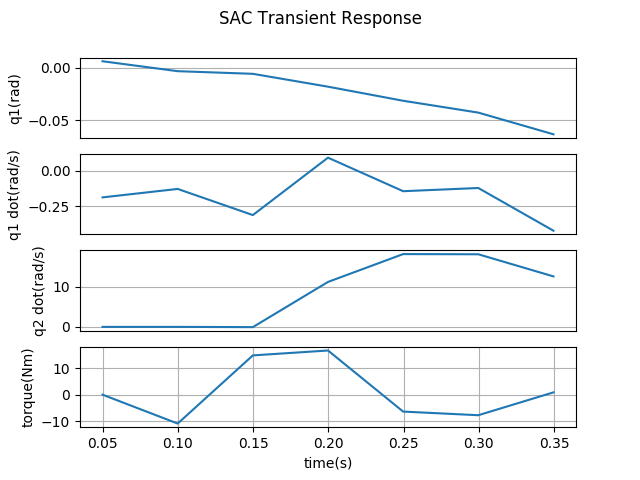 SAC Transient Response
q1(rad)
0.00
−0.05
q1 dot(rad/s)
0.00
−0.25
q2 dot(rad/s)
10
0
torque(Nm)
10
0
−10
0.05 0.10 0.15 0.20 0.25 0.30 0.35
time(s)